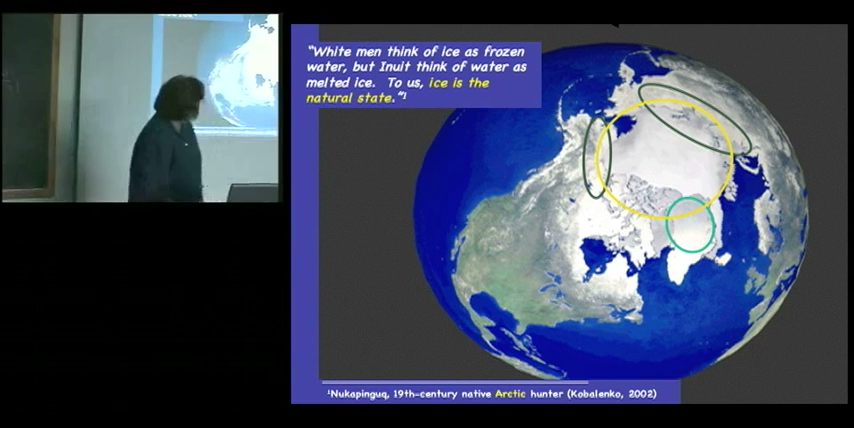 "White men think of ice as frozen
water, but Inuit think of water as
melted ice. To us, ice is the
natural state."¹
¹Nukapinguq, 19th-century native Arctic hunter (Kobalenko, 2002)